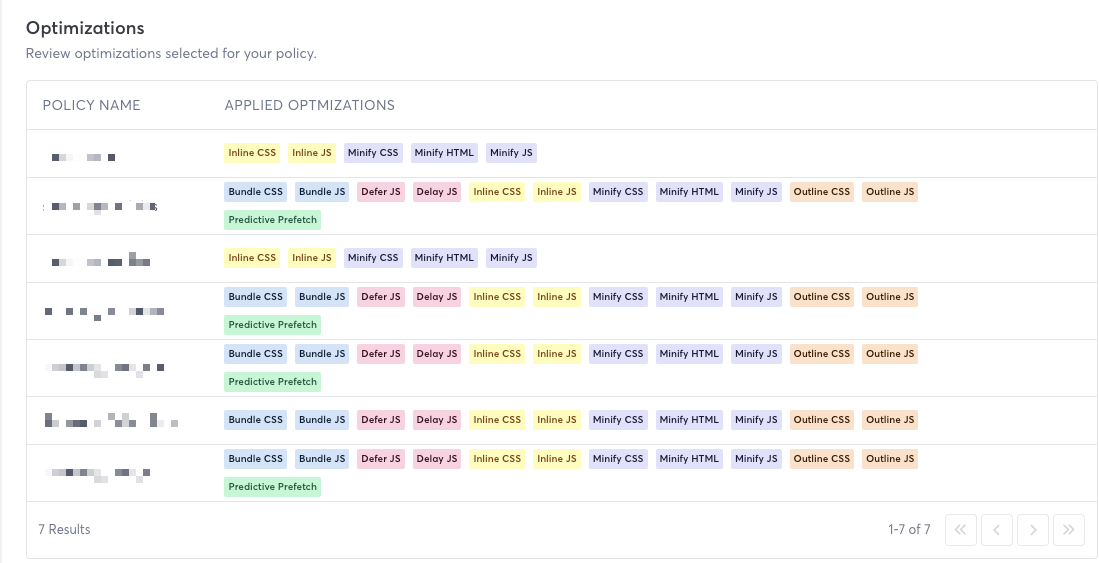 Optimizations
Review optimizations selected for your policy.
POLICY NAME APPLIED OPTMIZATIONS
Inline CSS Inline JS Minify CSS Minify HTML Minify JS
Bundle CSS Bundle JS Defer JS Delay JS Inline CSS Inline JS Minify CSS Minify HTML Minify JS Outline CSS Outline JS
Predictive Prefetch
Inline CSS Inline JS Minify CSS Minify HTML Minify JS
Bundle CSS Bundle JS Defer JS Delay JS Inline CSS Inline JS Minify CSS Minify HTML Minify JS Outline CSS Outline JS
Predictive Prefetch
Bundle CSS Bundle JS Defer JS Delay JS Inline CSS Inline JS Minify CSS Minify HTML Minify JS Outline CSS Outline JS
Predictive Prefetch
Bundle CSS Bundle JS Defer JS Delay JS Inline CSS Inline JS Minify CSS Minify HTML Minify JS Outline CSS Outline JS
Bundle CSS Bundle JS Defer JS Delay JS Inline CSS Inline JS Minify CSS Minify HTML Minify JS Outline CSS Outline JS
Predictive Prefetch
7 Results 1-7 of 7